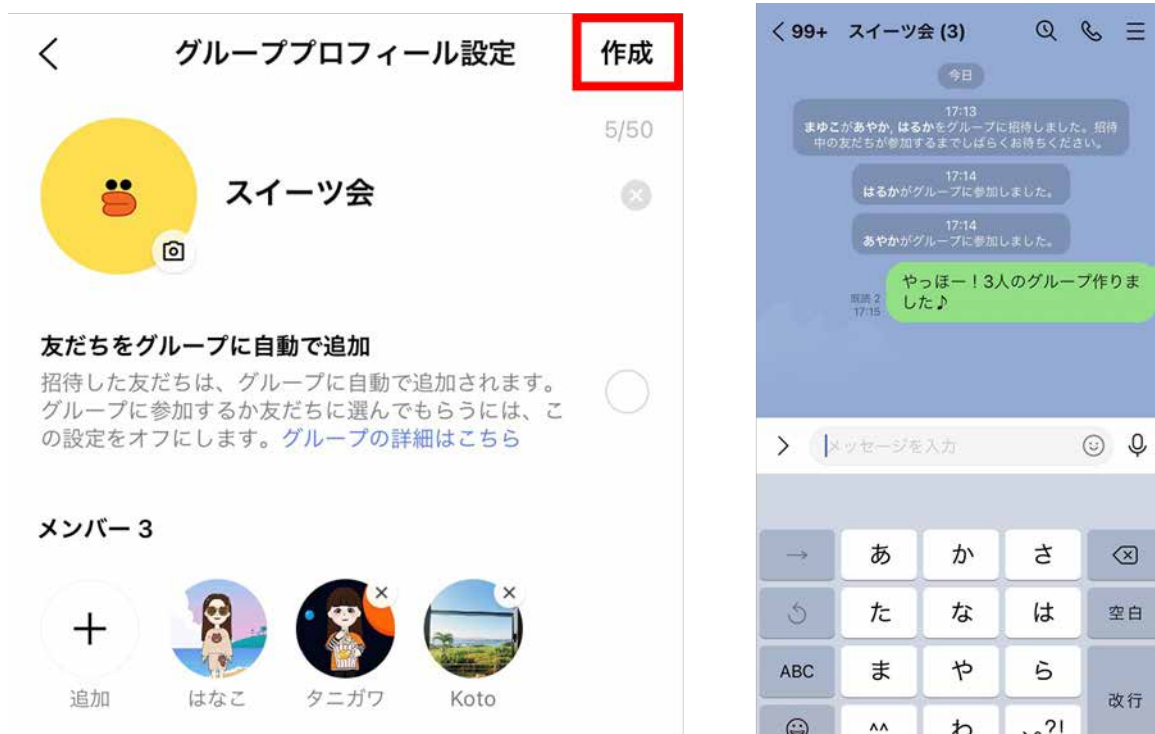 グループプロフィール設定
作成
5/50
スイーツ会
友だちをグループに自動で追加
招待した友だちは、グループに自動で追加されます。
グループに参加するか友だちに選んでもらうには、こ
の設定をオフにします。グループの詳細はこちら
メンバー 3
追加
はなこ
タニガワ
Koto
99+
スイーツ会 (3)
今日
17:13
まゆこがあやか, はるかをグループに招待しました。招待
中の友だちが参加するまでしばらくお待ちください。
17:14
はるかがグループに参加しました。
17:14
あやかがグループに参加しました。
やっほー！3人のグループ作りま
した♪
既読 2
17:15
メッセージを入力
→
あ
か
さ
た
な
は
空白
ABC
ま
や
ら
改行
^^
わ
、。?!